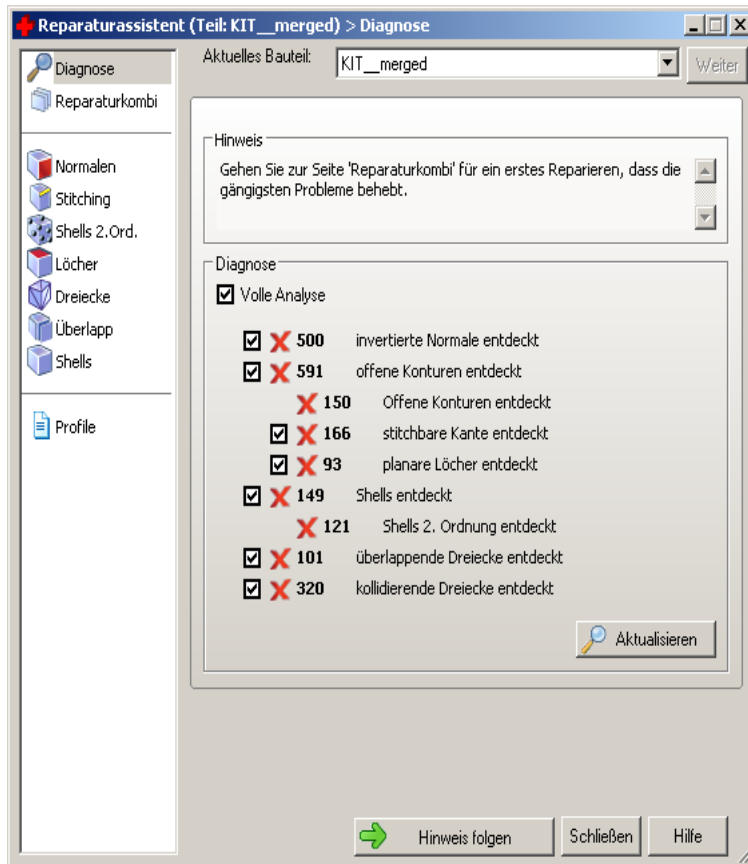 Reparaturassistent (Teil: KIT__merged) > Diagnose
Diagnose
Reparaturkombi
Normalen
Stitching
Shells 2.Ord.
Löcher
Dreiecke
Überlapp
Shells
Profile
Aktuelles Bauteil:
KIT__merged
Weiter
Hinweis
Gehen Sie zur Seite 'Reparaturkombi' für ein erstes Reparieren, dass die
gängigsten Probleme behebt.
Diagnose
Volle Analyse
500 invertierte Normale entdeckt
591 offene Konturen entdeckt
150 Offene Konturen entdeckt
166 stitchbare Kante entdeckt
93 planare Löcher entdeckt
149 Shells entdeckt
121 Shells 2. Ordnung entdeckt
101 überlappende Dreiecke entdeckt
320 kollidierende Dreiecke entdeckt
Aktualisieren
Hinweis folgen
Schließen
Hilfe